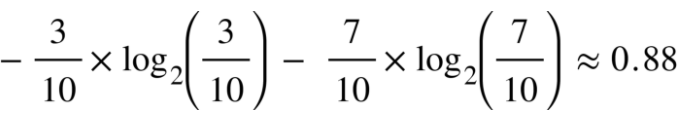 − 3/10 × log₂(3/10) − 7/10 × log₂(7/10) ≈ 0.88